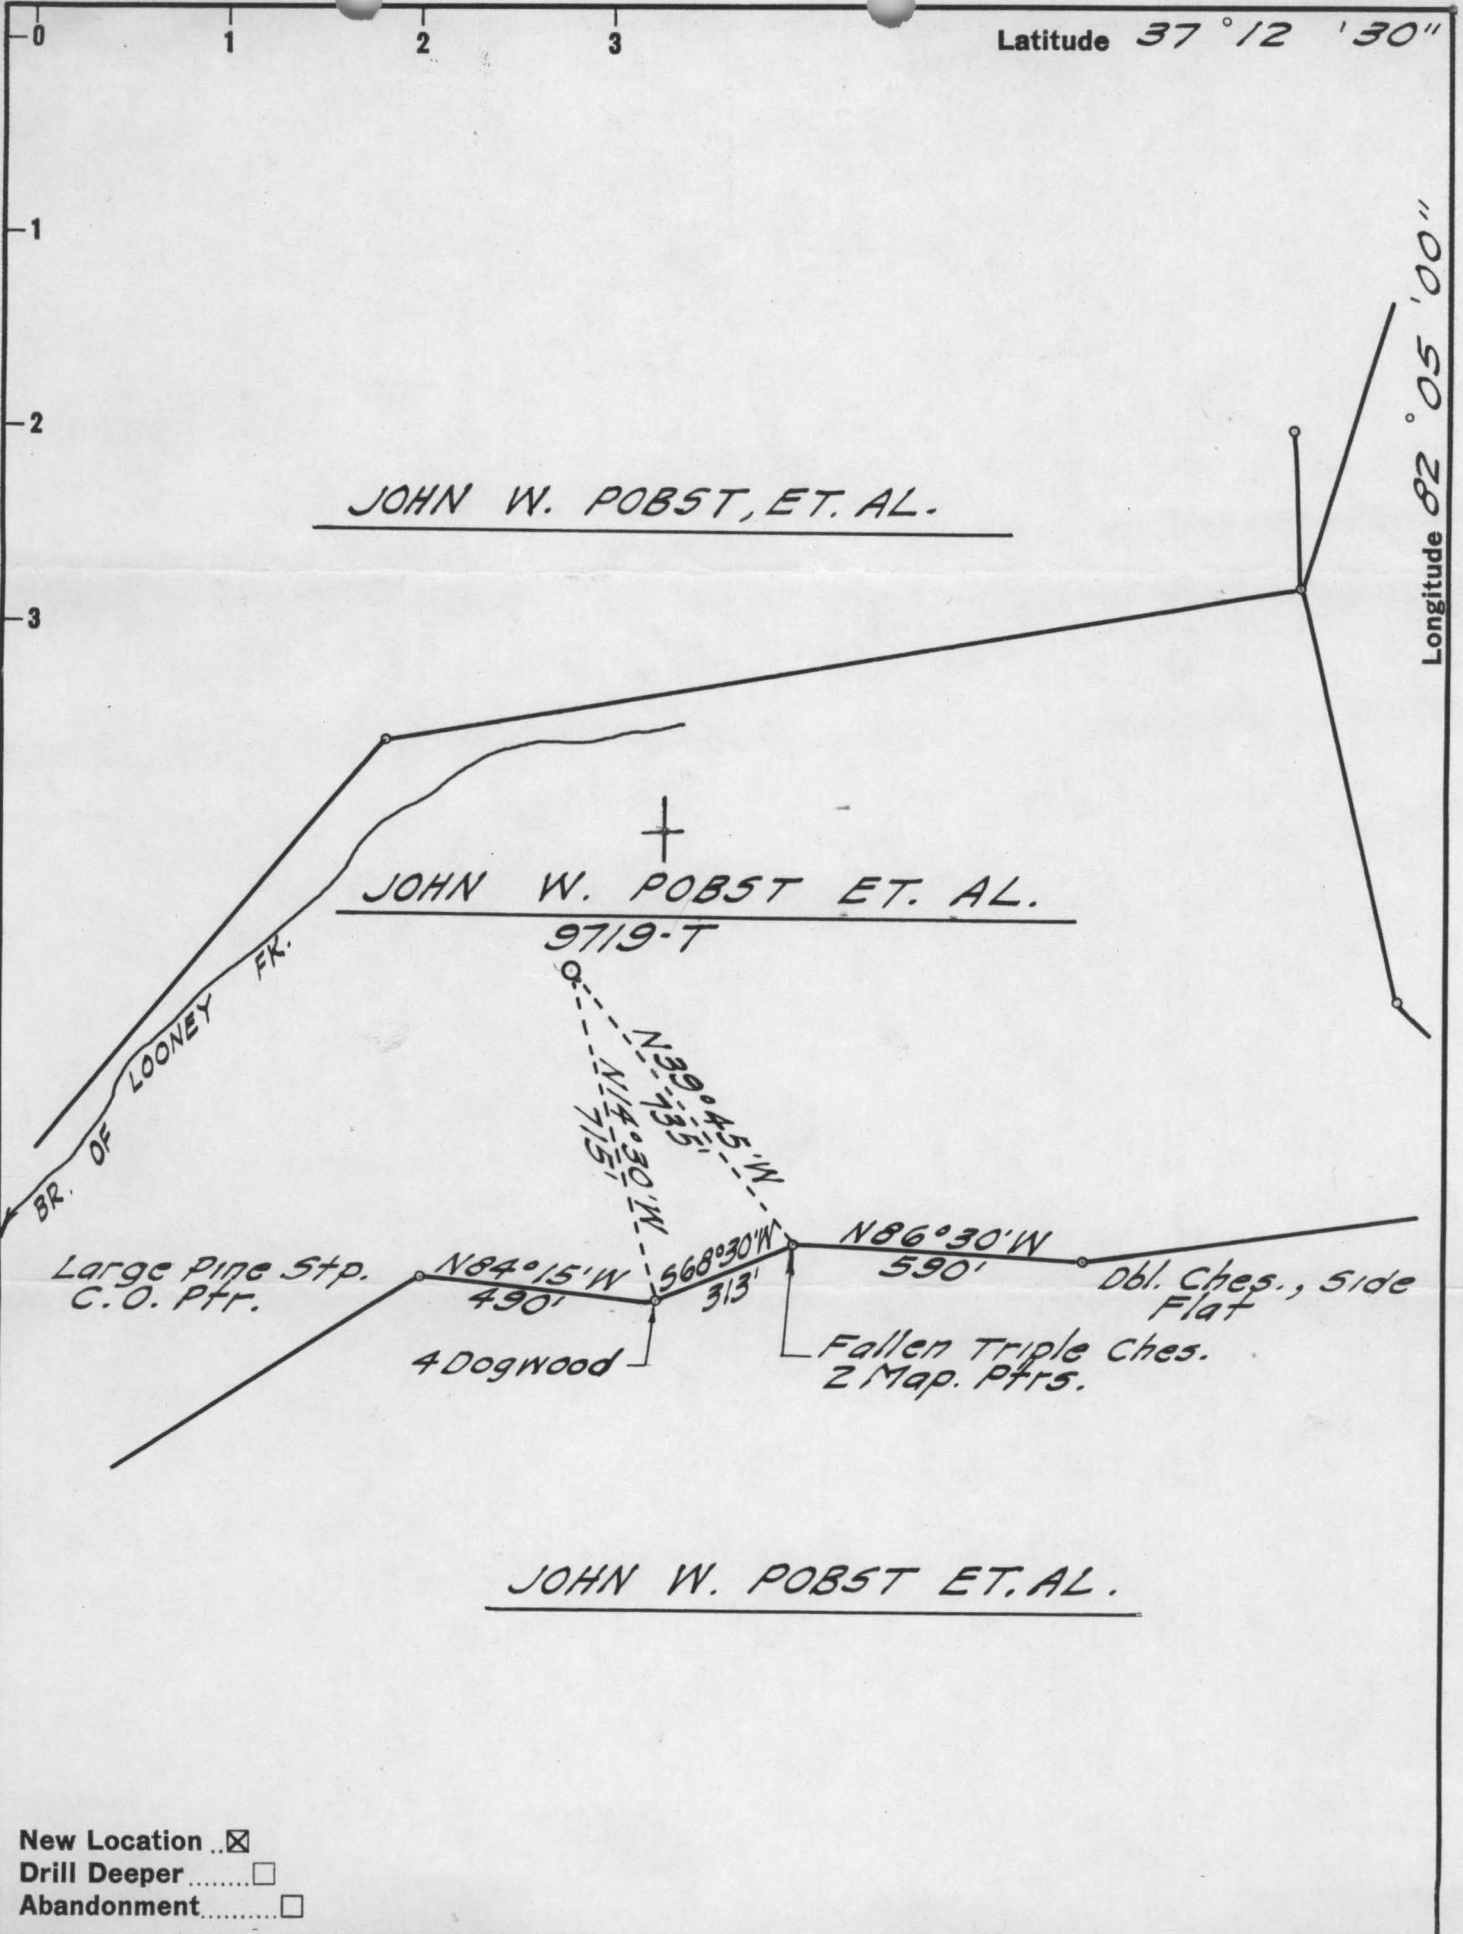 0 1 2 3 Latitude 37°12'30"
1
2
3
Longitude 82°05'00"
JOHN W. POBST, ET. AL.
JOHN W. POBST ET. AL.
9719-T
BR. OF LOONEY FK.
N39°45'W
735'
N14°30'W
715'
Large Pine Stp.
C.O. Ptr.
N84°15'W
490'
S68°30'W
313'
N86°30'W
590'
Dbl. Ches., Side
Flat
4 Dogwood
Fallen Triple Ches.
2 Map. Ptrs.
JOHN W. POBST ET. AL.
New Location ..☒
Drill Deeper ........☐
Abandonment ..........☐